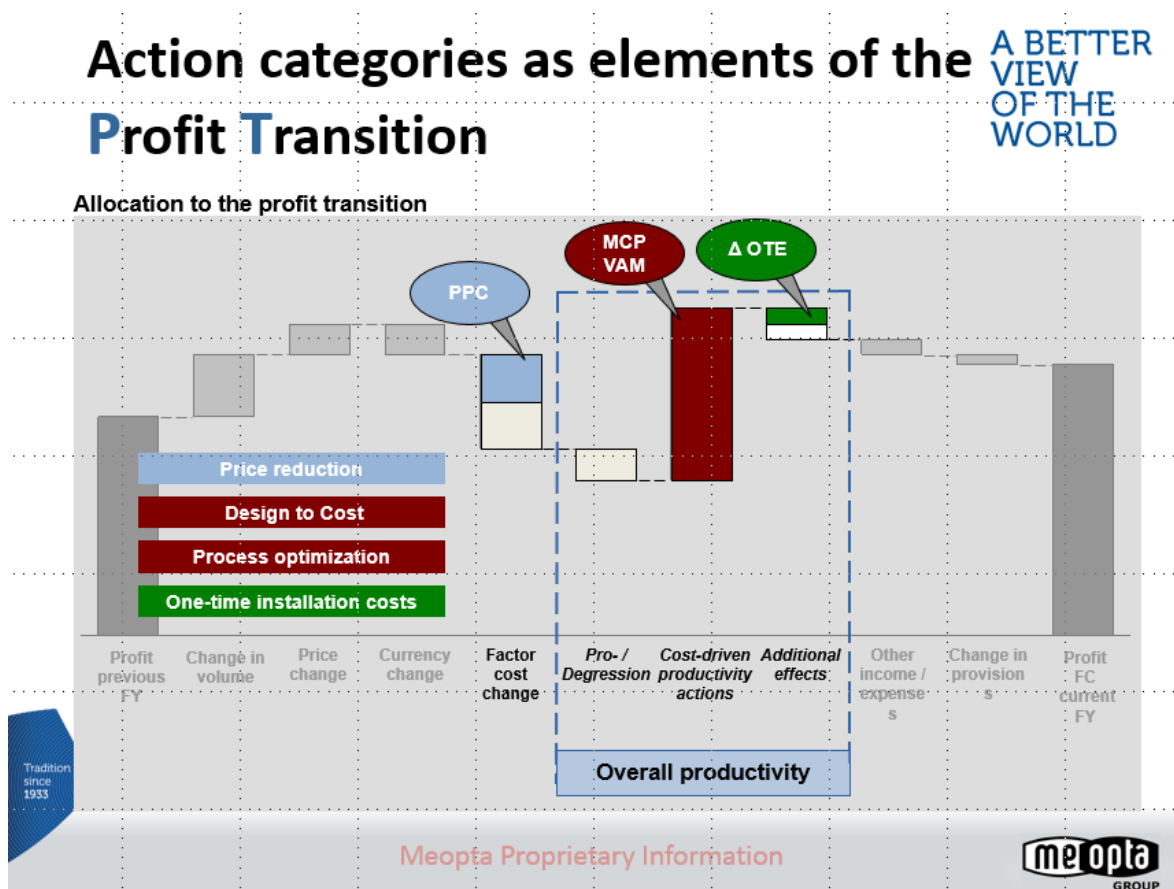 Action categories as elements of the
Profit Transition
A BETTER
VIEW
OF THE
WORLD
Allocation to the profit transition
MCP
VAM
Δ OTE
PPC
Price reduction
Design to Cost
Process optimization
One-time installation costs
Profit
previous
FY
Change in
volume
Price
change
Currency
change
Factor
cost
change
Pro- /
Degression
Cost-driven
productivity
actions
Additional
effects
Other
income /
expense
s
Change in
provision
s
Profit
FC
current
FY
Overall productivity
Tradition
since
1933
Meopta Proprietary Information
meopta
GROUP